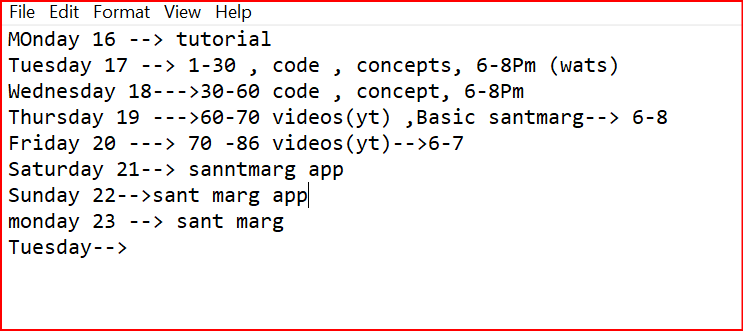 File Edit Format View Help
MOnday 16 --> tutorial
Tuesday 17 --> 1-30 , code , concepts, 6-8Pm (wats)
Wednesday 18--->30-60 code , concept, 6-8Pm
Thursday 19 --->60-70 videos(yt) ,Basic santmarg--> 6-8
Friday 20 ---> 70 -86 videos(yt)-->6-7
Saturday 21--> sanntmarg app
Sunday 22-->sant marg app
monday 23 --> sant marg
Tuesday-->